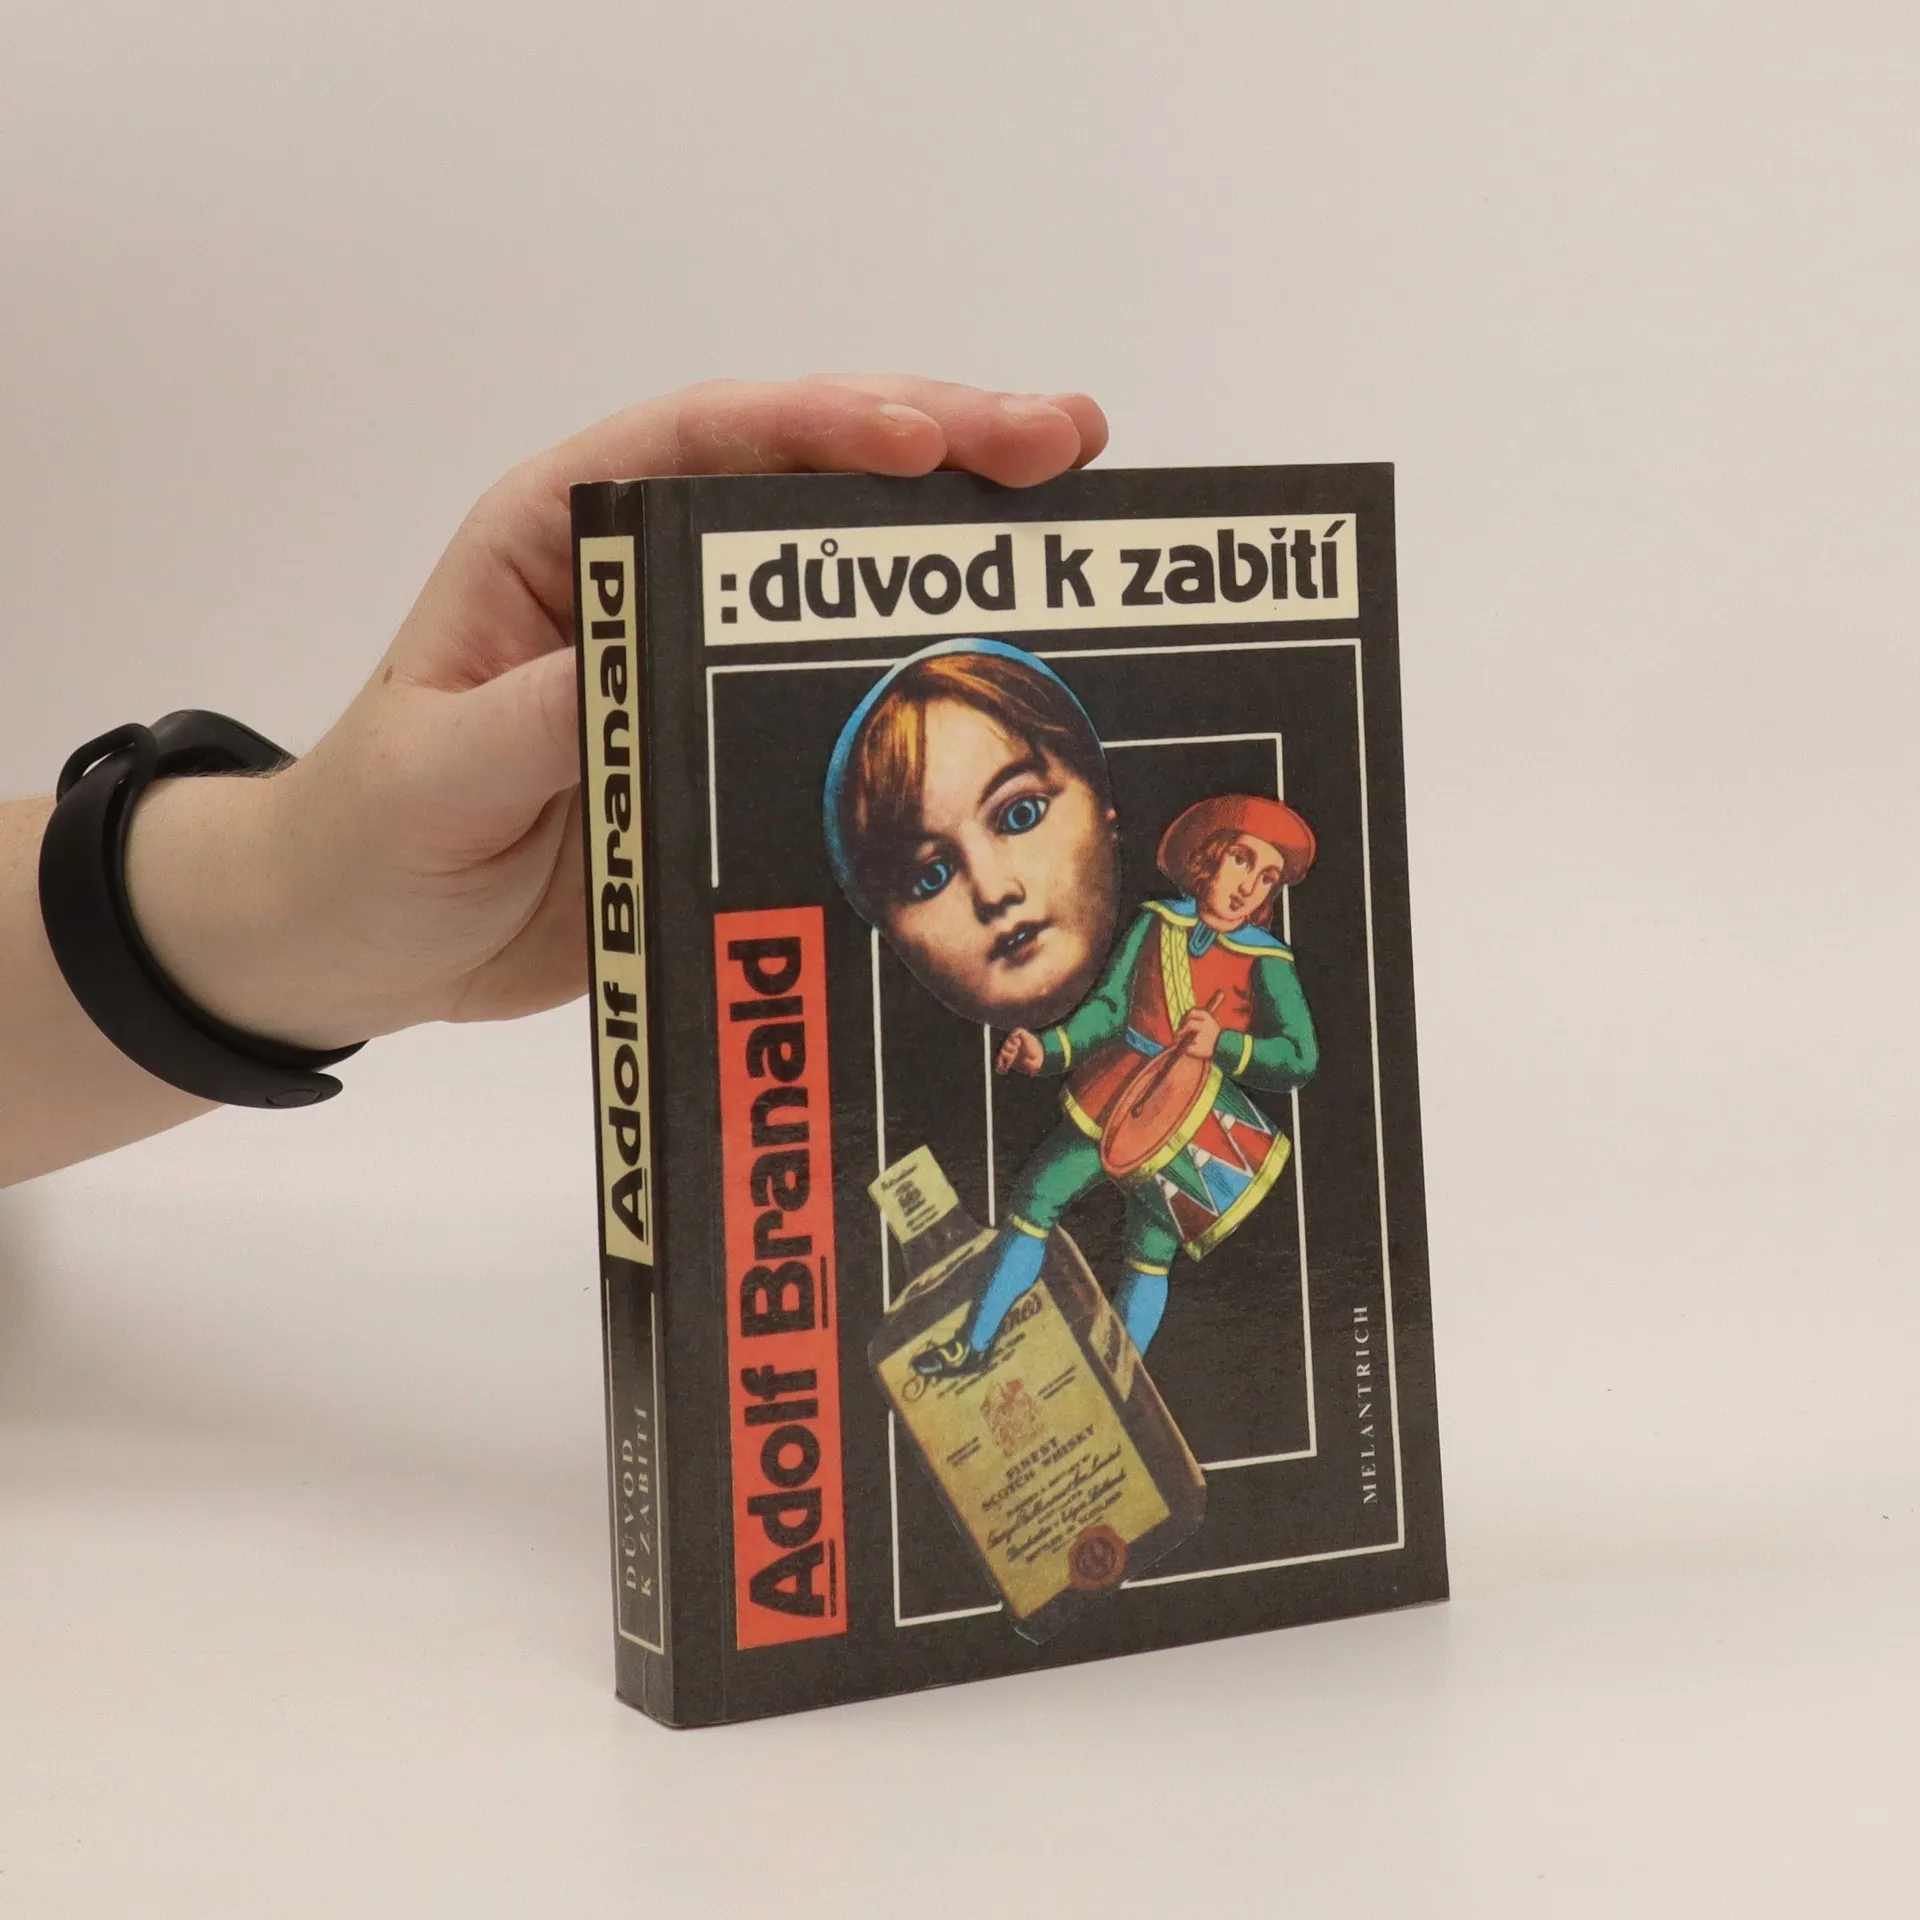 :důvod k zabití
Adolf Branald
Adolf Branald
DŮVOD
K ZABITÍ
MELANTRICH
FINEST
SCOTCH WHISKY